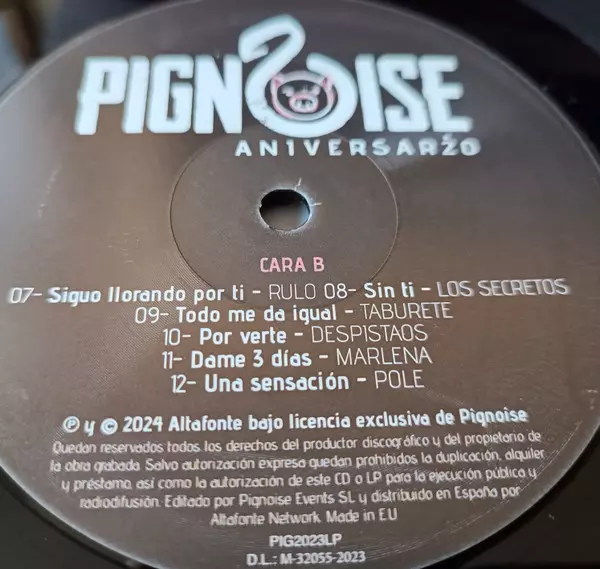 PIGNOISE
AN1VERSAR20
CARA B
07- Siguo llorando por ti - RULO 08- Sin ti - LOS SECRETOS
09- Todo me da igual - TABURETE
10- Por verte - DESPISTAOS
11- Dame 3 días - MARLENA
12- Una sensación - POLE
℗ y © 2024 Altafonte bajo licencia exclusiva de Pignoise
Quedan reservados todos los derechos del productor discográfico y del propietario de
la obra grabada. Salvo autorización expresa quedan prohibidos la duplicación, alquiler
y préstamo, así como la autorización de este CD o LP para la ejecución público y
radiodifusión. Editado por Pignoise Events SL y distribuido en España por
Altafonte Network. Made in E.U
PIG2023LP
D.L.: M-32055-2023